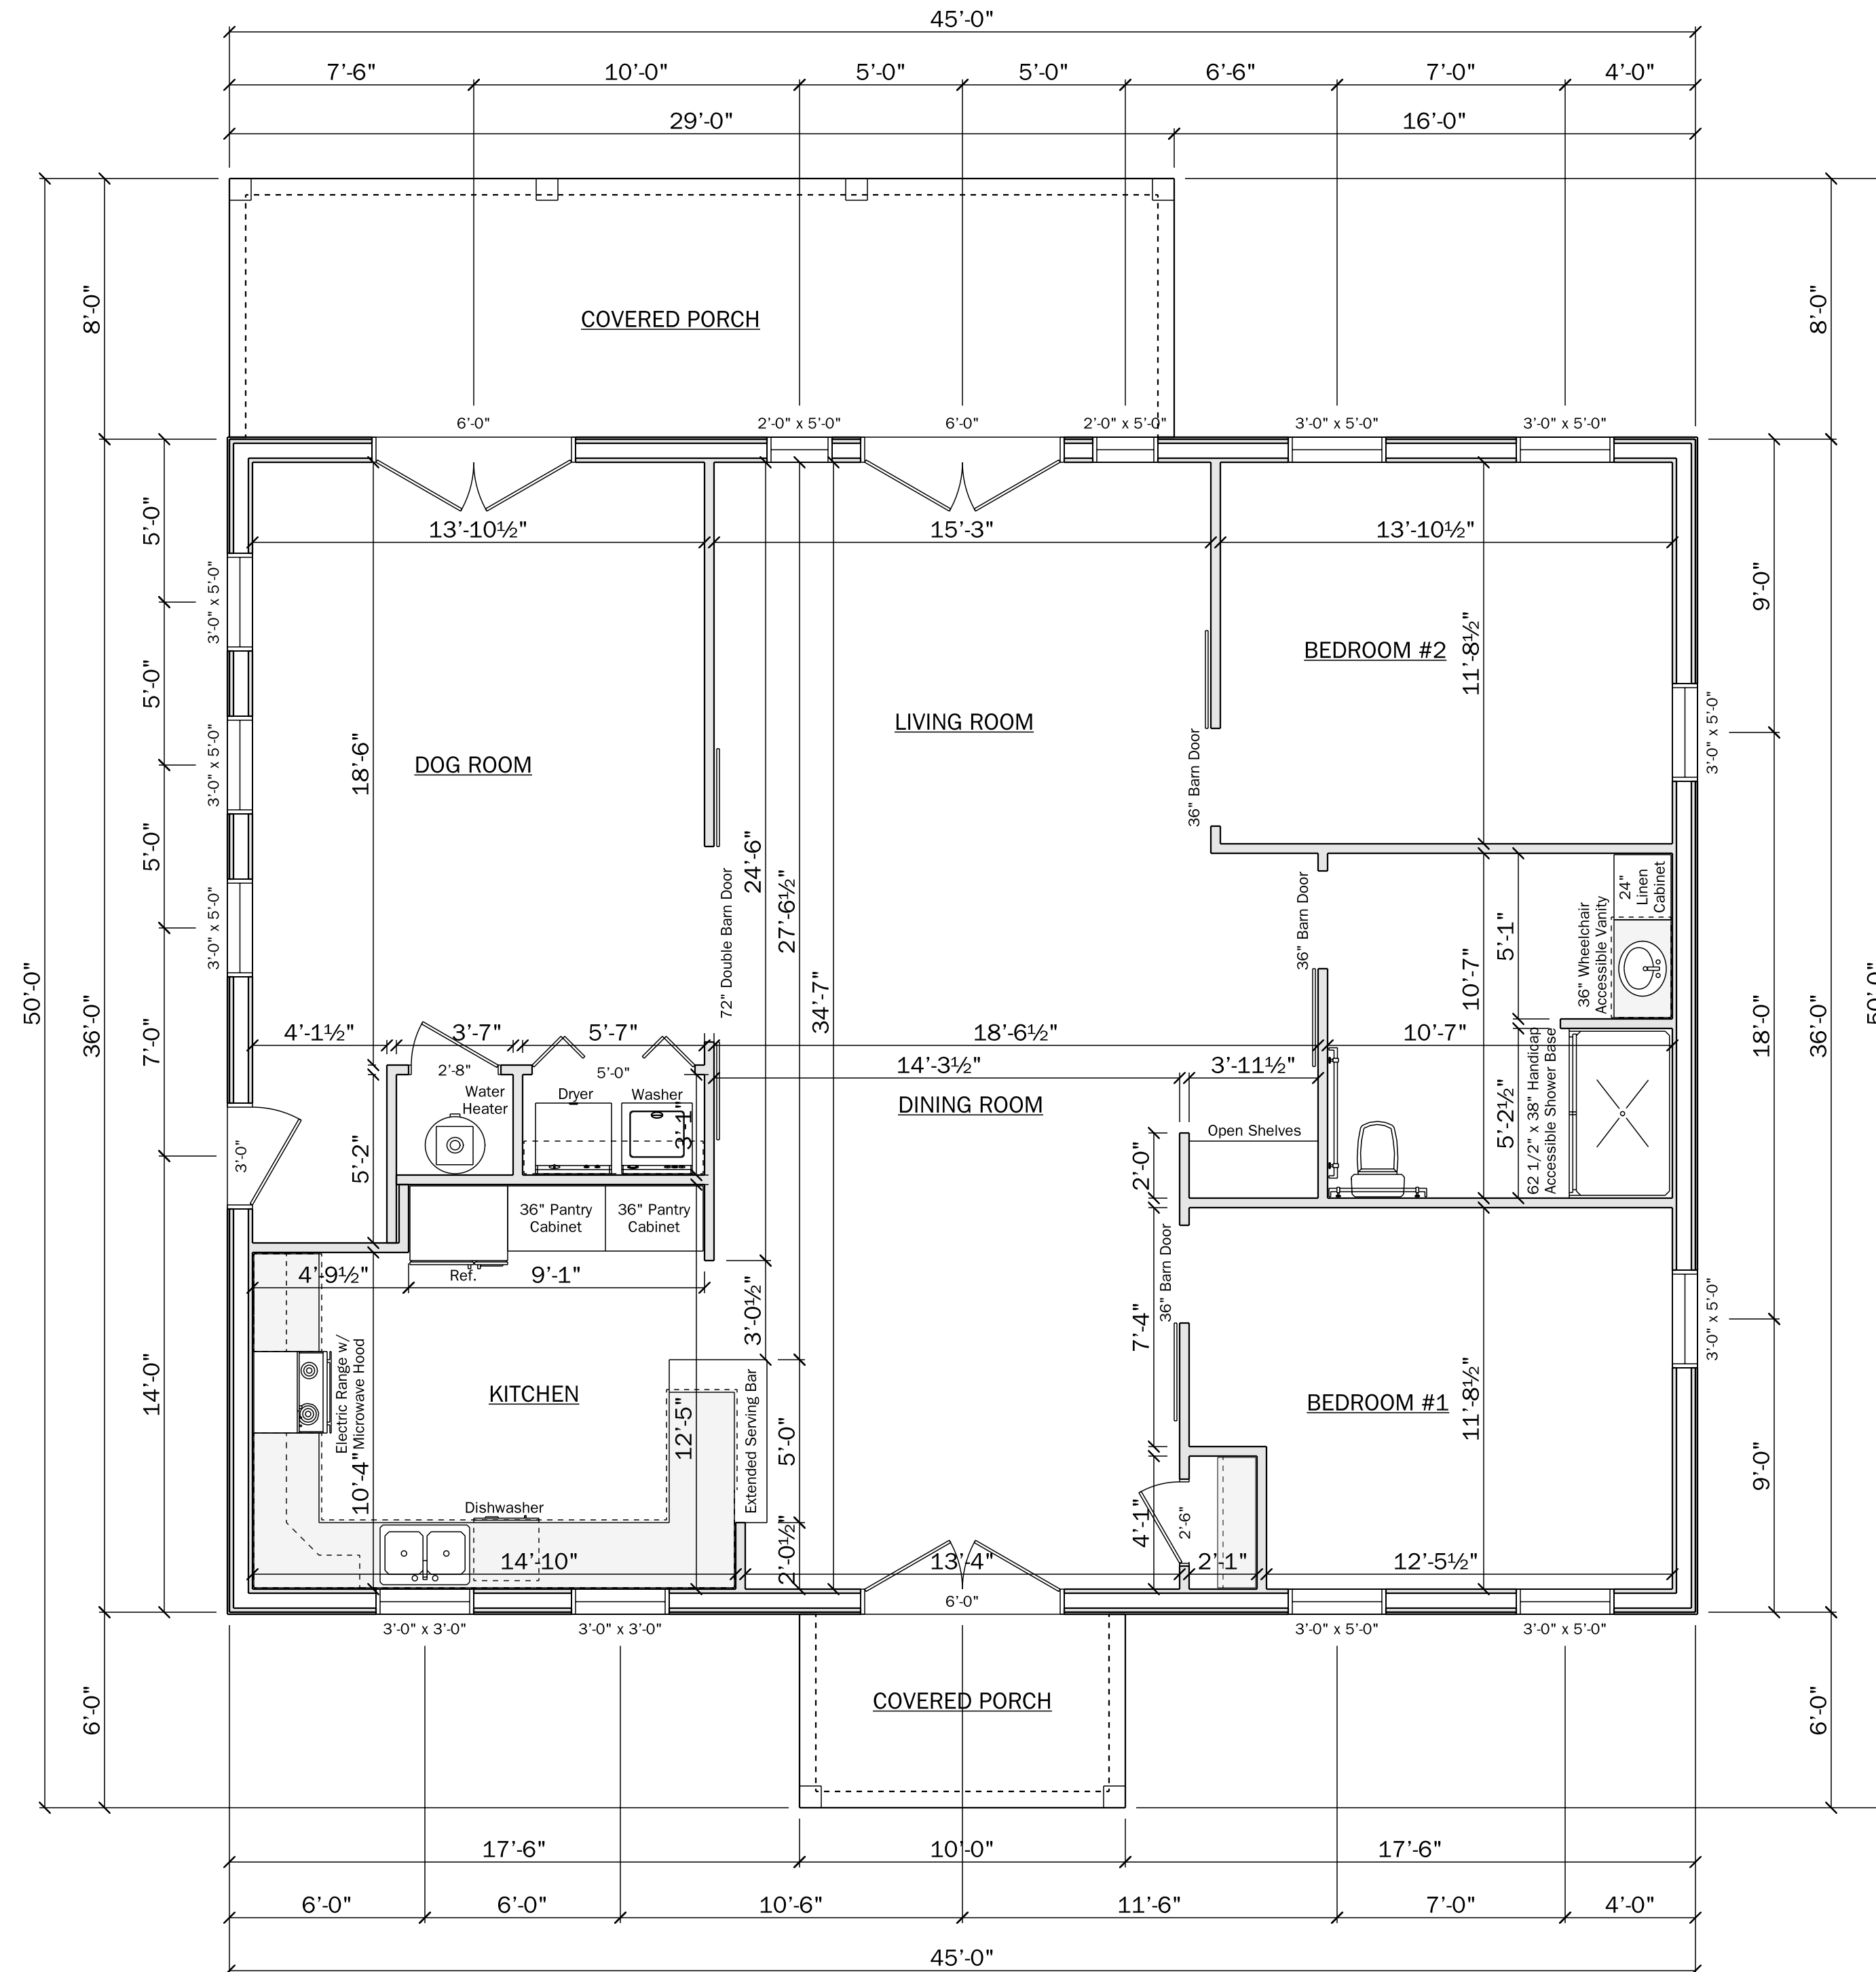 45'-0"
7'-6" 10'-0" 5'-0" 5'-0" 6'-6" 7'-0" 4'-0"
29'-0" 16'-0"
8'-0"
8'-0"
COVERED PORCH
6'-0" 2'-0" x 5'-0" 6'-0" 2'-0" x 5'-0" 3'-0" x 5'-0" 3'-0" x 5'-0"
5'-0"
13'-10½" 15'-3" 13'-10½"
3'-0" x 5'-0"
9'-0"
BEDROOM #2
11'-8½"
5'-0"
LIVING ROOM
3'-0" x 5'-0"
18'-6"
DOG ROOM
3'-0" x 5'-0"
36" Barn Door
5'-0"
24'-6"
27'-6½"
3'-0" x 5'-0"
72" Double Barn Door
36" Barn Door
24"
Linen
Cabinet
36" Wheelchair
Accessible Vanity
5'-1"
10'-7"
50'-0"
36'-0"
7'-0"
34'-7"
18'-0"
36'-0"
50'-0"
4'-1½" 3'-7" 5'-7" 18'-6½" 10'-7"
2'-8" 5'-0" 14'-3½" 3'-11½"
Water
Heater
Dryer Washer
3'-1"
DINING ROOM
62 1/2" x 38" Handicap
Accessible Shower Base
5'-2½"
Open Shelves
3'-0"
5'-2"
2'-0"
36" Pantry
Cabinet
36" Pantry
Cabinet
36" Barn Door
4'-9½" Ref. 9'-1"
3'-0½"
3'-0" x 5'-0"
7'-4"
14'-0"
Electric Range w/
Microwave Hood
KITCHEN
12'-5"
Extended Serving Bar
5'-0"
BEDROOM #1
11'-8½"
9'-0"
10'-4"
Dishwasher
4'-1"
2'-6"
2'-0½"
14'-10" 13'-4" 2'-1" 12'-5½"
6'-0"
3'-0" x 3'-0" 3'-0" x 3'-0" 3'-0" x 5'-0" 3'-0" x 5'-0"
6'-0"
COVERED PORCH
6'-0"
17'-6" 10'-0" 17'-6"
6'-0" 6'-0" 10'-6" 11'-6" 7'-0" 4'-0"
45'-0"